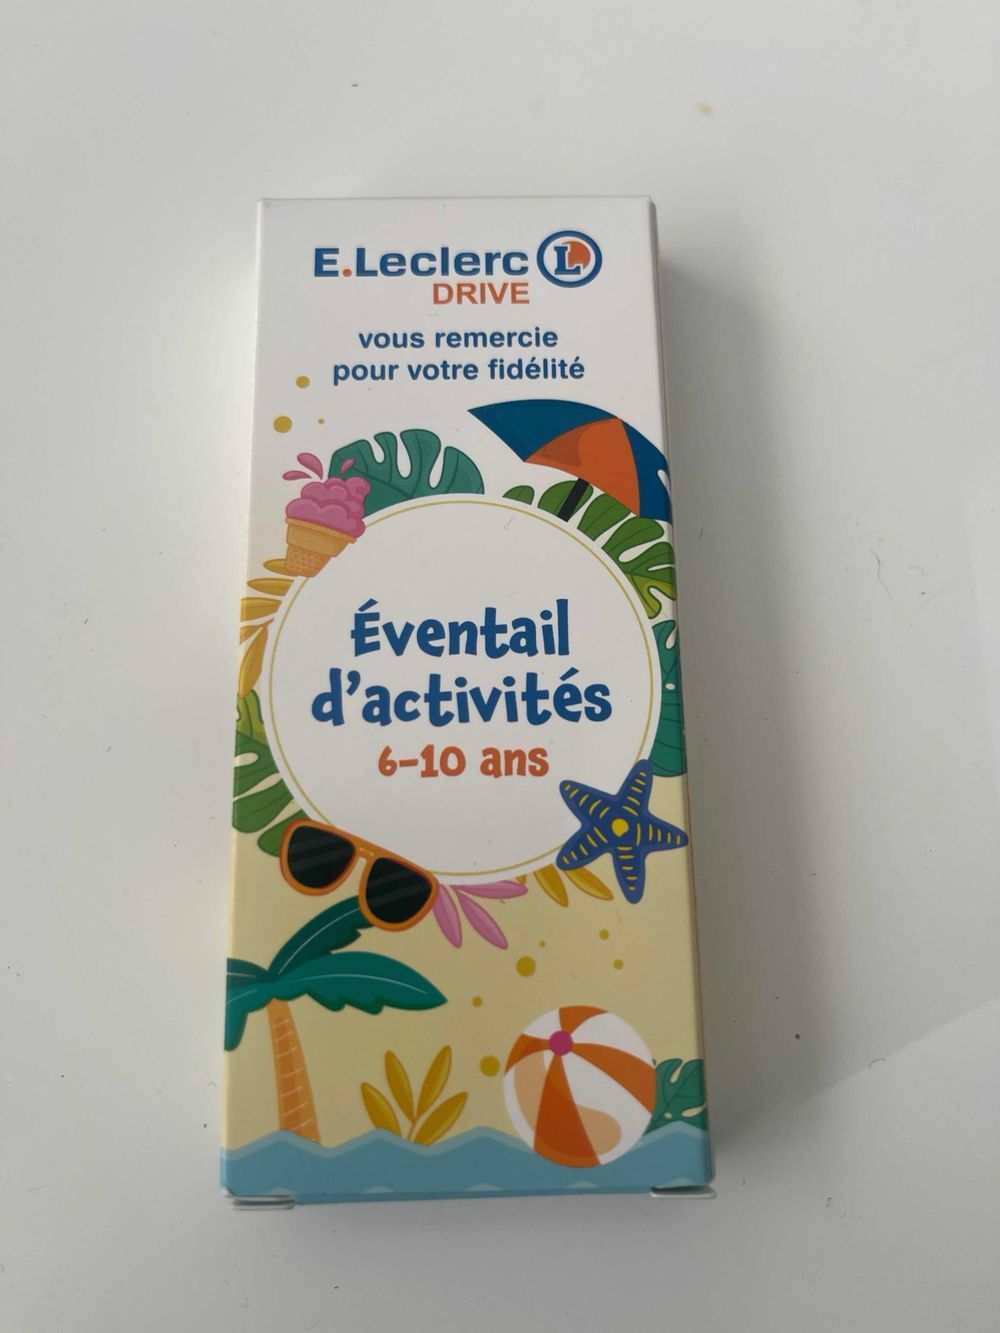 E.Leclerc L
DRIVE
vous remercie
pour votre fidélité
Éventail
d'activités
6-10 ans